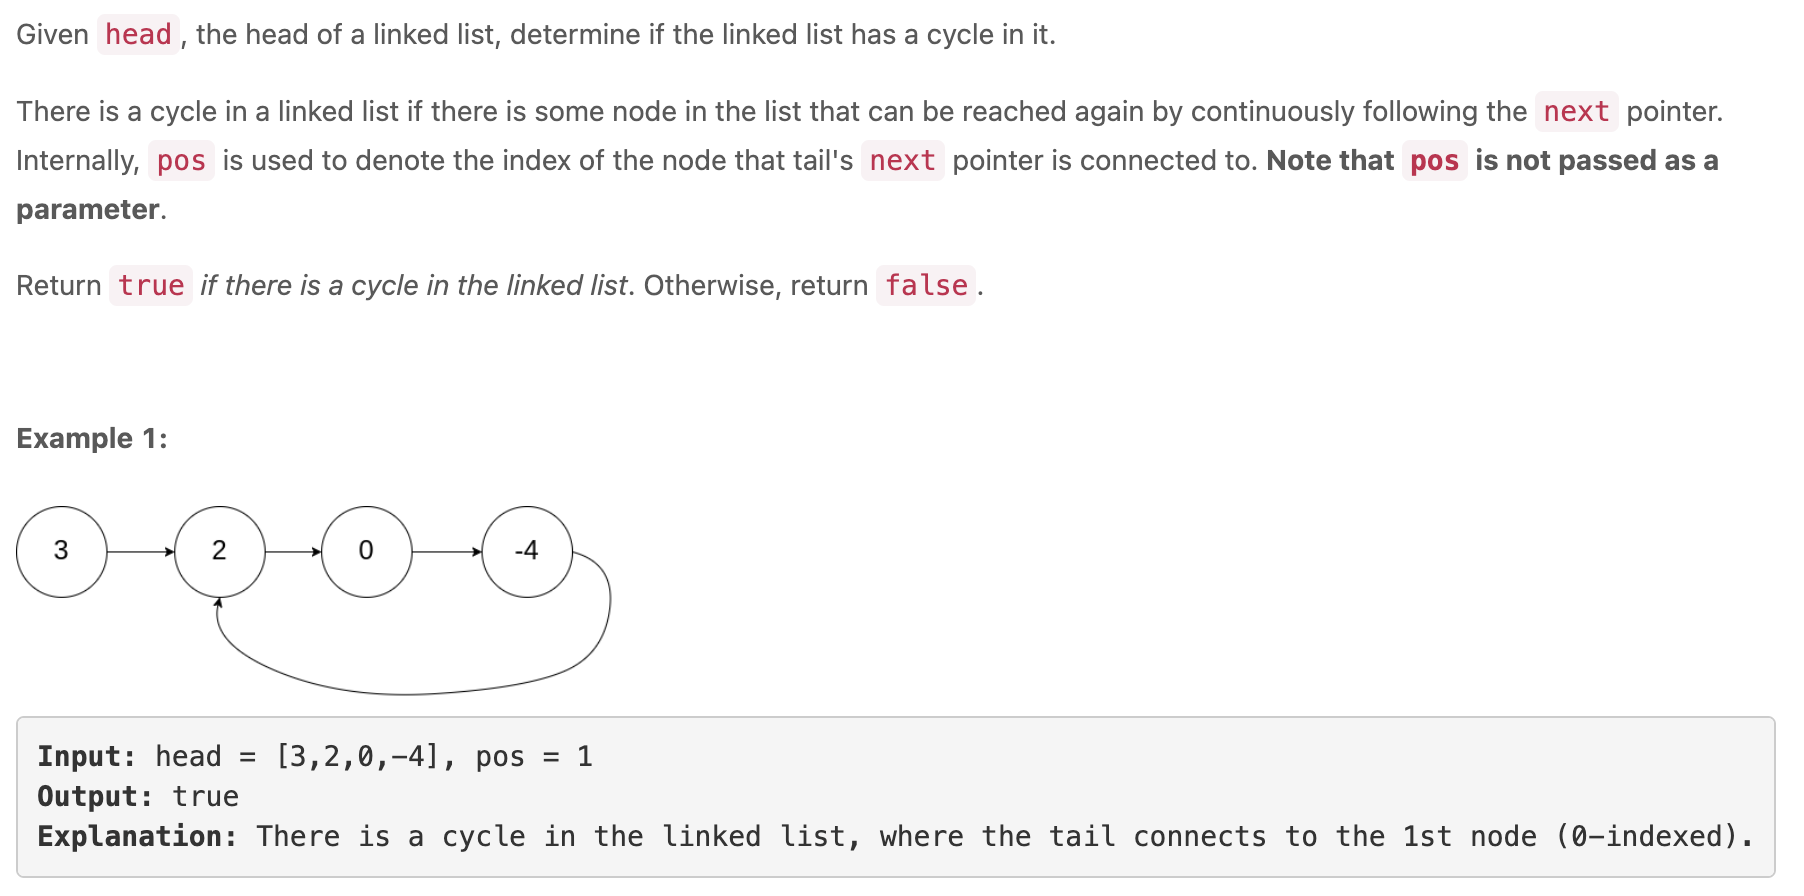 Given head, the head of a linked list, determine if the linked list has a cycle in it.
There is a cycle in a linked list if there is some node in the list that can be reached again by continuously following the next pointer.
Internally, pos is used to denote the index of the node that tail's next pointer is connected to. Note that pos is not passed as a
parameter.
Return true if there is a cycle in the linked list. Otherwise, return false.
Example 1:
3 2 0 -4
Input: head = [3,2,0,-4], pos = 1
Output: true
Explanation: There is a cycle in the linked list, where the tail connects to the 1st node (0-indexed).